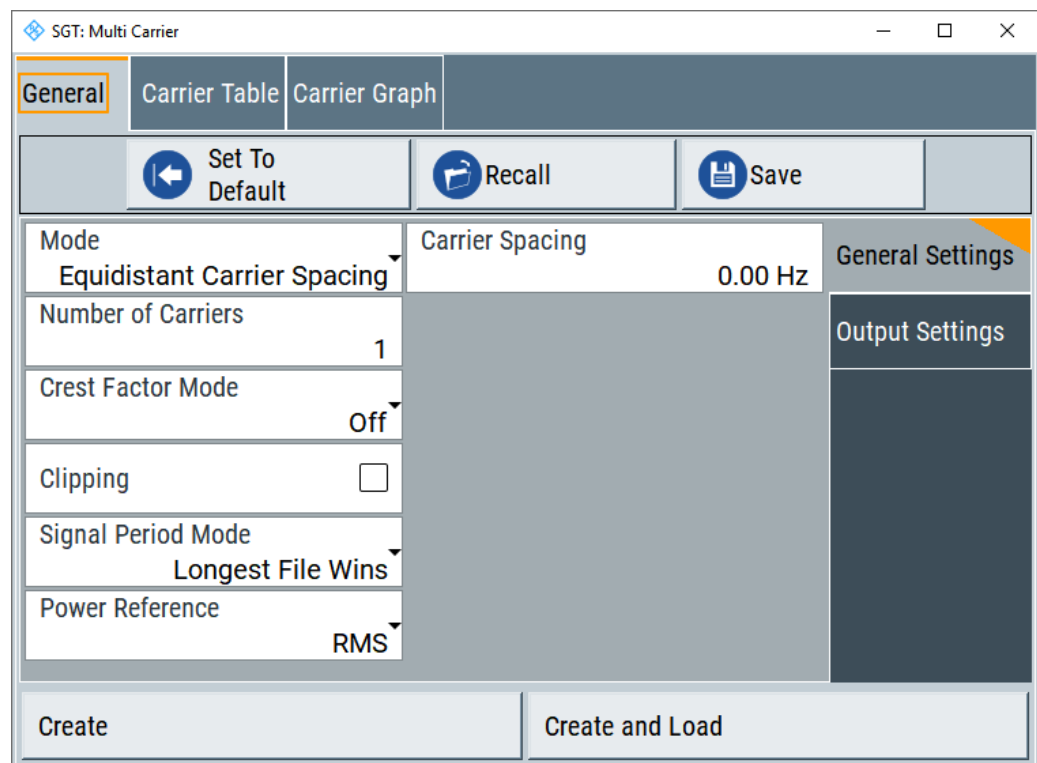 SGT: Multi Carrier
General
Carrier Table
Carrier Graph
Set To
Default
Recall
Save
Mode
Equidistant Carrier Spacing
Carrier Spacing
0.00 Hz
General Settings
Number of Carriers
1
Output Settings
Crest Factor Mode
Off
Clipping
Signal Period Mode
Longest File Wins
Power Reference
RMS
Create
Create and Load